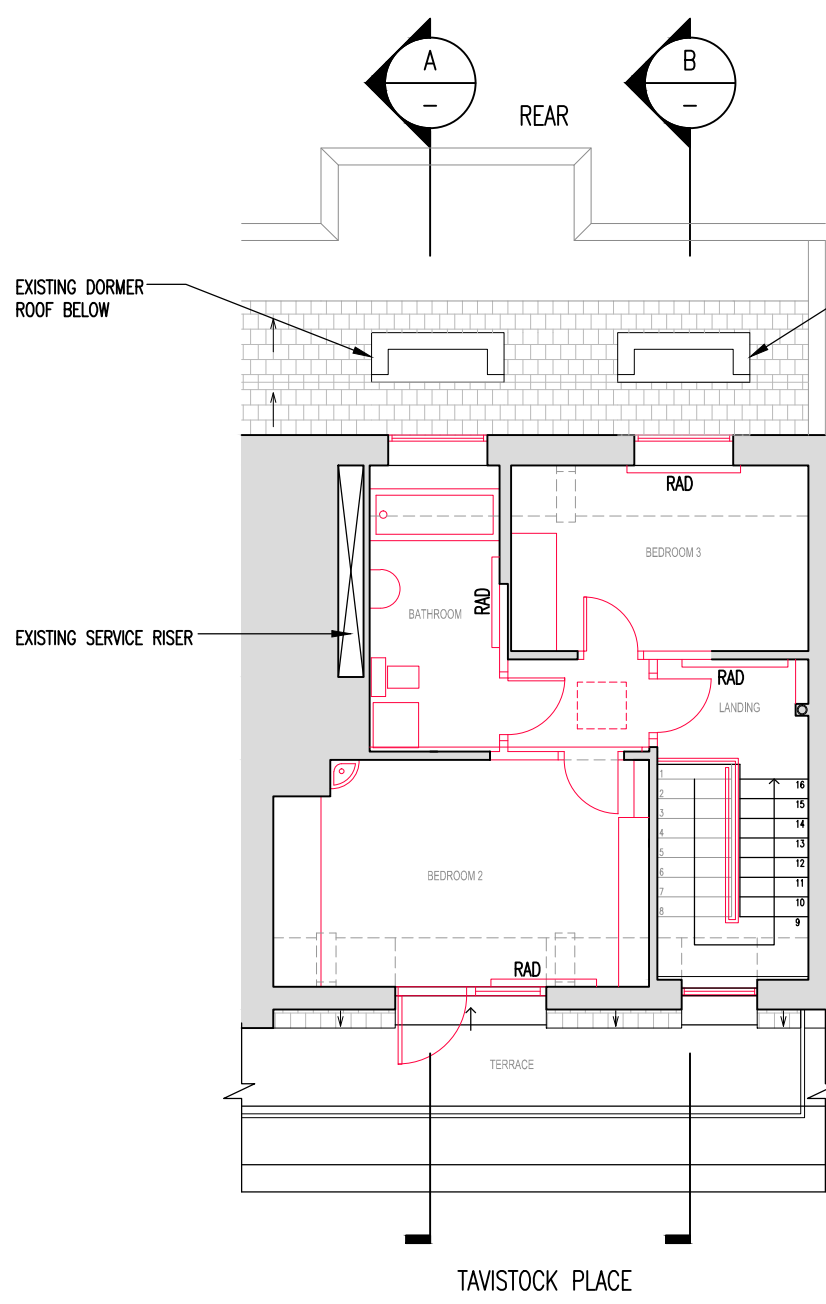 A
–
B
–
REAR
EXISTING DORMER
ROOF BELOW
RAD
BEDROOM 3
BATHROOM
RAD
EXISTING SERVICE RISER
RAD
LANDING
1
2
3
4
5
6
7
8
16
15
14
13
12
11
10
9
BEDROOM 2
RAD
TERRACE
TAVISTOCK PLACE